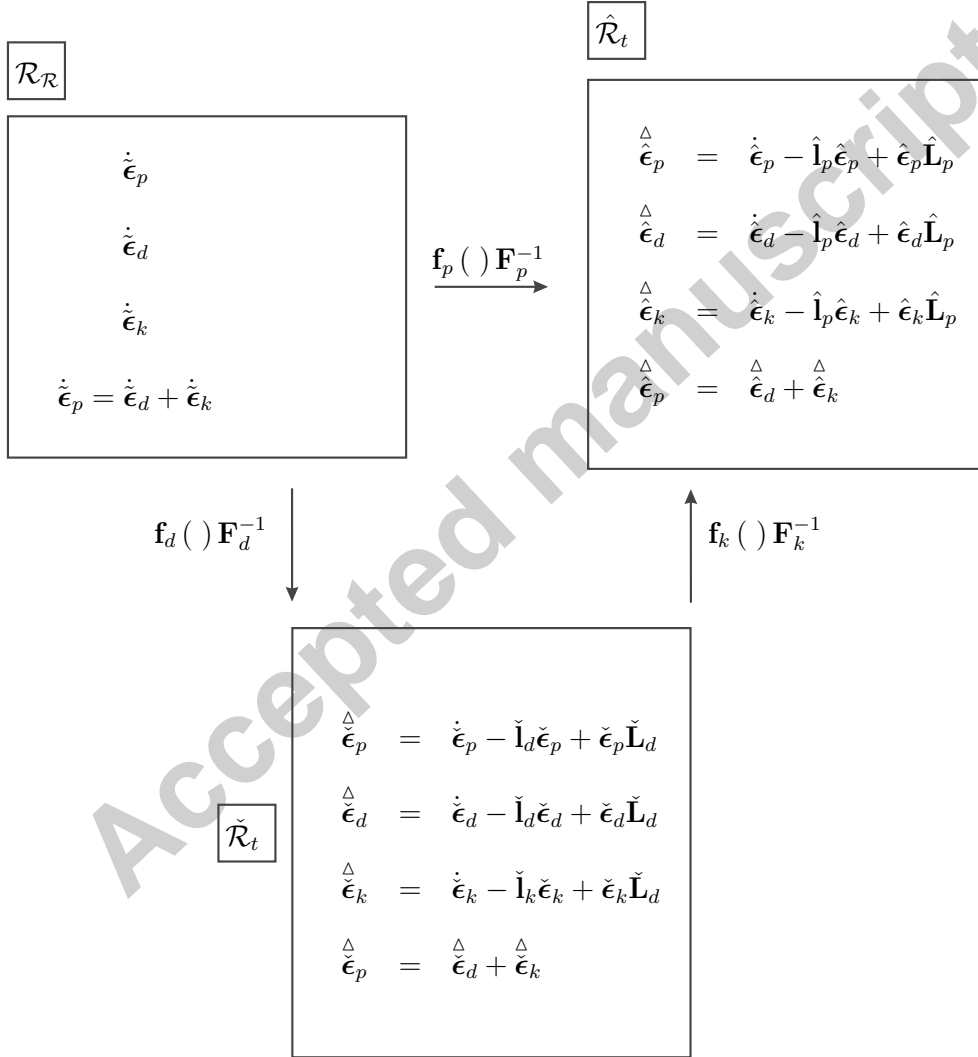 $\mathcal{R}_{\mathcal{R}}$
$\dot{\tilde{\boldsymbol{\epsilon}}}_p$
$\dot{\tilde{\boldsymbol{\epsilon}}}_d$
$\dot{\tilde{\boldsymbol{\epsilon}}}_k$
$\dot{\tilde{\boldsymbol{\epsilon}}}_p = \dot{\tilde{\boldsymbol{\epsilon}}}_d + \dot{\tilde{\boldsymbol{\epsilon}}}_k$
$\mathbf{f}_p\,(\ )\,\mathbf{F}_p^{-1}$
$\hat{\mathcal{R}}_t$
$\overset{\triangle}{\hat{\boldsymbol{\epsilon}}}_p = \dot{\hat{\boldsymbol{\epsilon}}}_p - \hat{\mathbf{l}}_p\hat{\boldsymbol{\epsilon}}_p + \hat{\boldsymbol{\epsilon}}_p\hat{\mathbf{L}}_p$
$\overset{\triangle}{\hat{\boldsymbol{\epsilon}}}_d = \dot{\hat{\boldsymbol{\epsilon}}}_d - \hat{\mathbf{l}}_p\hat{\boldsymbol{\epsilon}}_d + \hat{\boldsymbol{\epsilon}}_d\hat{\mathbf{L}}_p$
$\overset{\triangle}{\hat{\boldsymbol{\epsilon}}}_k = \dot{\hat{\boldsymbol{\epsilon}}}_k - \hat{\mathbf{l}}_p\hat{\boldsymbol{\epsilon}}_k + \hat{\boldsymbol{\epsilon}}_k\hat{\mathbf{L}}_p$
$\overset{\triangle}{\hat{\boldsymbol{\epsilon}}}_p = \overset{\triangle}{\hat{\boldsymbol{\epsilon}}}_d + \overset{\triangle}{\hat{\boldsymbol{\epsilon}}}_k$
$\mathbf{f}_d\,(\ )\,\mathbf{F}_d^{-1}$
$\mathbf{f}_k\,(\ )\,\mathbf{F}_k^{-1}$
$\check{\mathcal{R}}_t$
$\overset{\triangle}{\check{\boldsymbol{\epsilon}}}_p = \dot{\check{\boldsymbol{\epsilon}}}_p - \check{\mathbf{l}}_d\check{\boldsymbol{\epsilon}}_p + \check{\boldsymbol{\epsilon}}_p\check{\mathbf{L}}_d$
$\overset{\triangle}{\check{\boldsymbol{\epsilon}}}_d = \dot{\check{\boldsymbol{\epsilon}}}_d - \check{\mathbf{l}}_d\check{\boldsymbol{\epsilon}}_d + \check{\boldsymbol{\epsilon}}_d\check{\mathbf{L}}_d$
$\overset{\triangle}{\check{\boldsymbol{\epsilon}}}_k = \dot{\check{\boldsymbol{\epsilon}}}_k - \check{\mathbf{l}}_k\check{\boldsymbol{\epsilon}}_k + \check{\boldsymbol{\epsilon}}_k\check{\mathbf{L}}_d$
$\overset{\triangle}{\check{\boldsymbol{\epsilon}}}_p = \overset{\triangle}{\check{\boldsymbol{\epsilon}}}_d + \overset{\triangle}{\check{\boldsymbol{\epsilon}}}_k$
Accepted manuscript